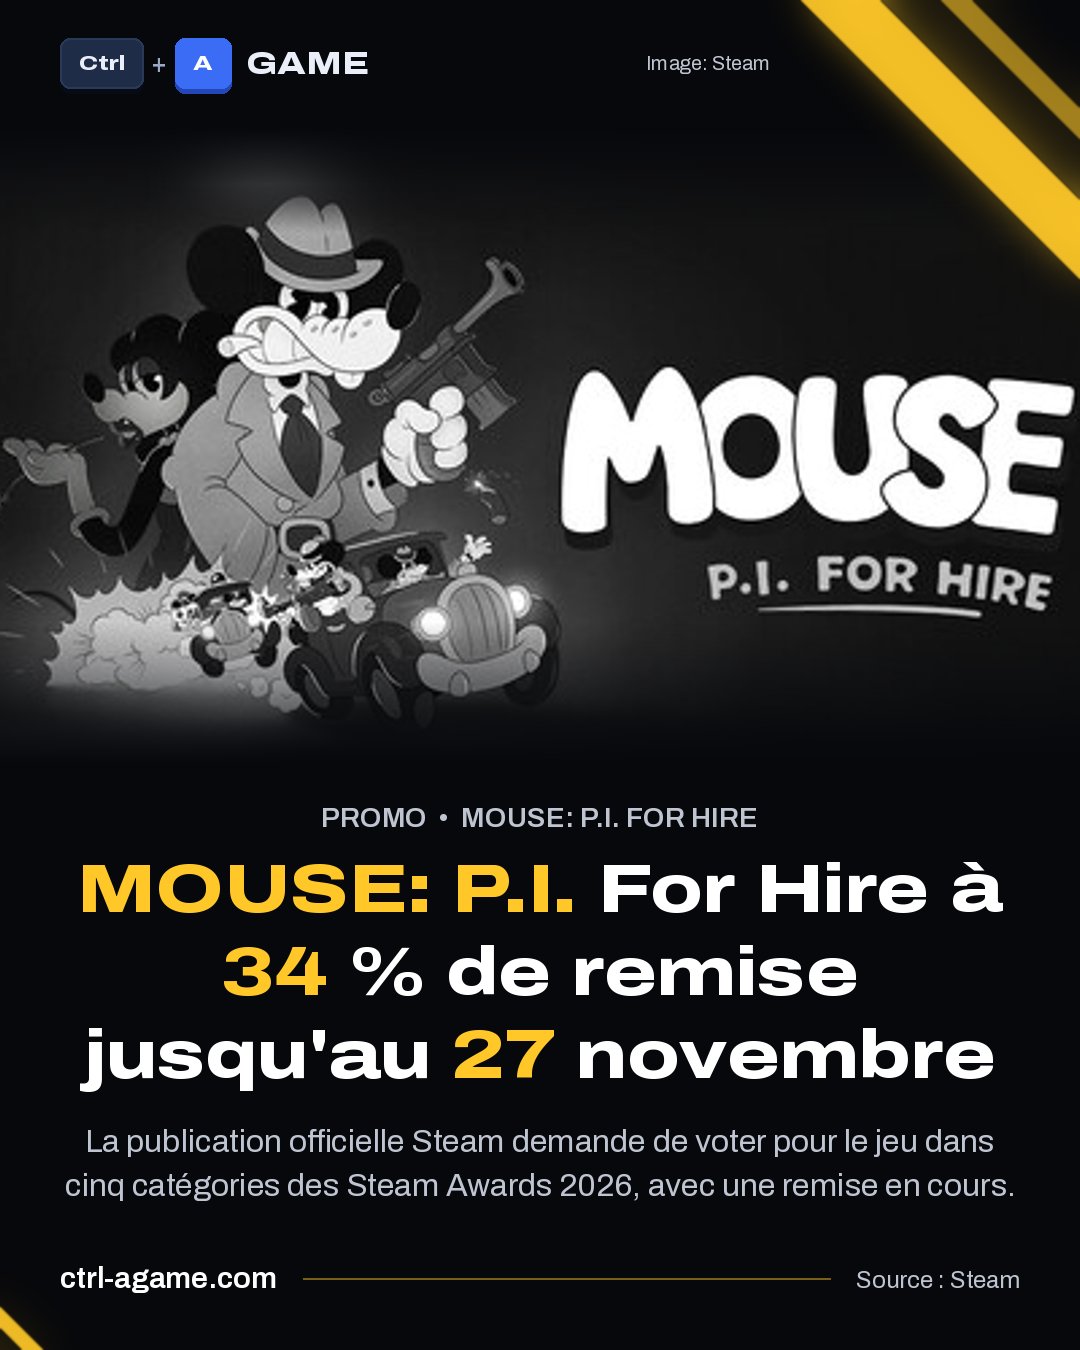 Ctrl + A GAME
Image: Steam
MOUSE
P.I. FOR HIRE
PROMO • MOUSE: P.I. FOR HIRE
MOUSE: P.I. For Hire à
34 % de remise
jusqu'au 27 novembre
La publication officielle Steam demande de voter pour le jeu dans
cinq catégories des Steam Awards 2026, avec une remise en cours.
ctrl-agame.com
Source : Steam